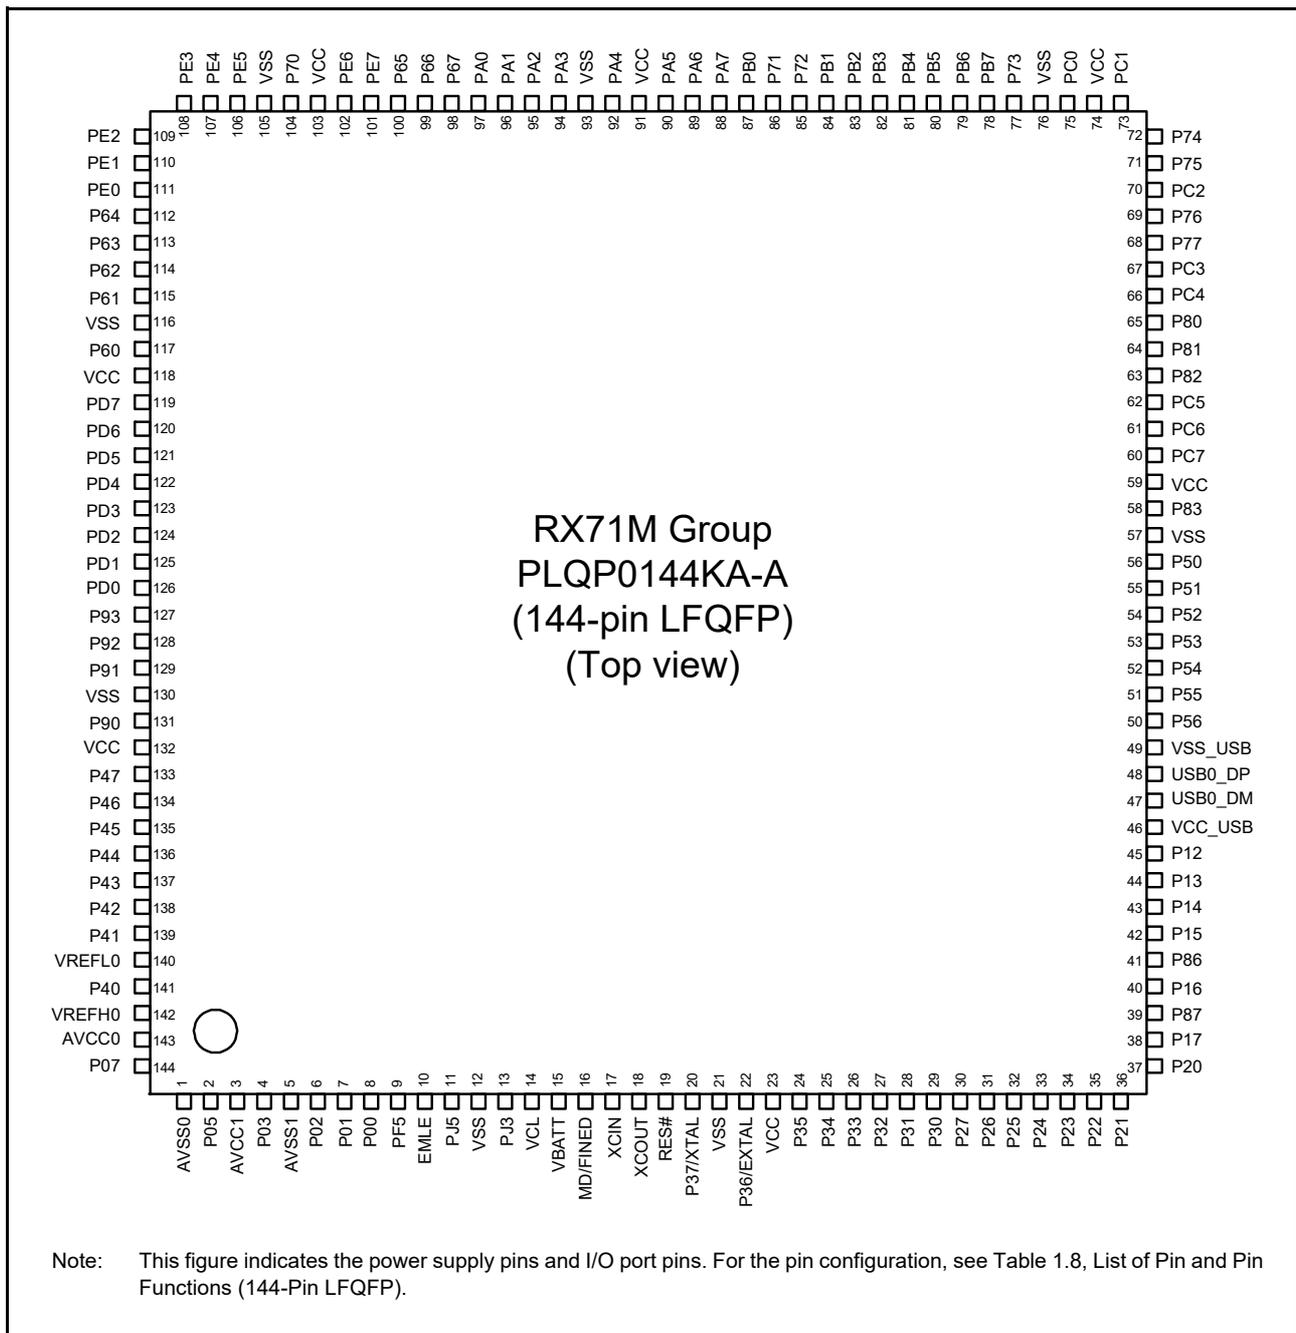 PE3 PE4 PE5 VSS P70 VCC PE6 PE7 P65 P66 P67 PA0 PA1 PA2 PA3 VSS PA4 VCC PA5 PA6 PA7 PB0 P71 P72 PB1 PB2 PB3 PB4 PB5 PB6 PB7 P73 VSS PC0 VCC PC1
108 107 106 105 104 103 102 101 100 99 98 97 96 95 94 93 92 91 90 89 88 87 86 85 84 83 82 81 80 79 78 77 76 75 74 73
PE2 109 72 P74
PE1 110 71 P75
PE0 111 70 PC2
P64 112 69 P76
P63 113 68 P77
P62 114 67 PC3
P61 115 66 PC4
VSS 116 65 P80
P60 117 64 P81
VCC 118 63 P82
PD7 119 62 PC5
PD6 120 61 PC6
PD5 121 60 PC7
PD4 122 59 VCC
PD3 123 58 P83
PD2 124 57 VSS
PD1 125 56 P50
PD0 126 55 P51
P93 127 54 P52
P92 128 53 P53
P91 129 52 P54
VSS 130 51 P55
P90 131 50 P56
VCC 132 49 VSS_USB
P47 133 48 USB0_DP
P46 134 47 USB0_DM
P45 135 46 VCC_USB
P44 136 45 P12
P43 137 44 P13
P42 138 43 P14
P41 139 42 P15
VREFL0 140 41 P86
P40 141 40 P16
VREFH0 142 39 P87
AVCC0 143 38 P17
P07 144 37 P20
RX71M Group
PLQP0144KA-A
(144-pin LFQFP)
(Top view)
1 2 3 4 5 6 7 8 9 10 11 12 13 14 15 16 17 18 19 20 21 22 23 24 25 26 27 28 29 30 31 32 33 34 35 36
AVSS0 P05 AVCC1 P03 AVSS1 P02 P01 P00 PF5 EMLE PJ5 VSS PJ3 VCL VBATT MD/FINED XCIN XCOUT RES# P37/XTAL VSS P36/EXTAL VCC P35 P34 P33 P32 P31 P30 P27 P26 P25 P24 P23 P22 P21
Note: This figure indicates the power supply pins and I/O port pins. For the pin configuration, see Table 1.8, List of Pin and Pin
Functions (144-Pin LFQFP).